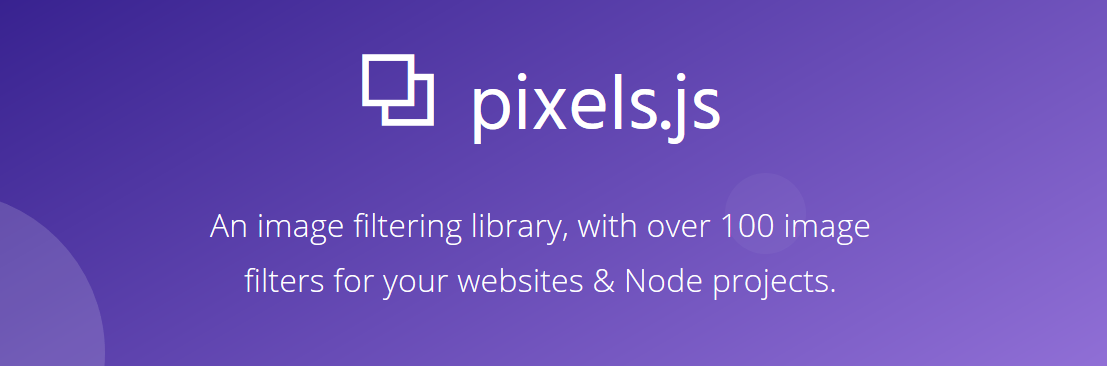 pixels.js
An image filtering library, with over 100 image
filters for your websites & Node projects.